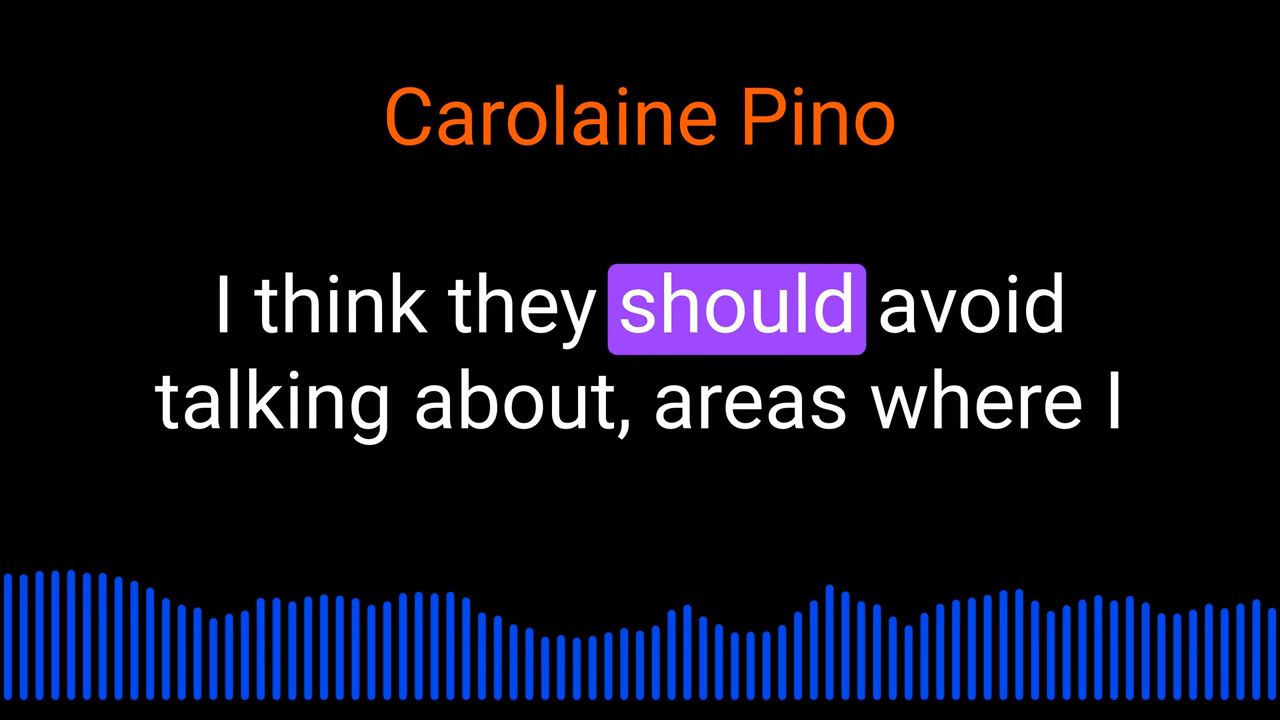 Carolaine Pino
I think they should avoid
talking about, areas where I